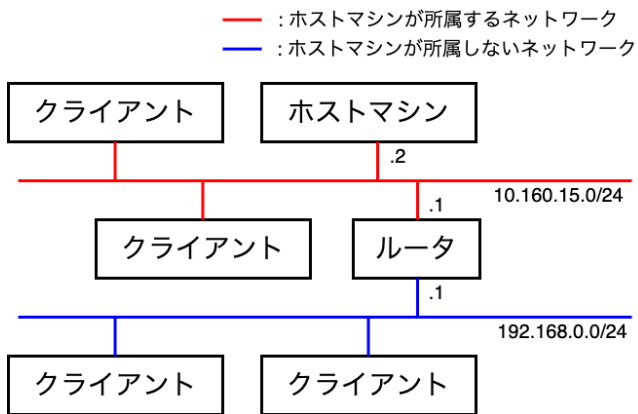 : ホストマシンが所属するネットワーク
: ホストマシンが所属しないネットワーク
クライアント
ホストマシン
.2
10.160.15.0/24
.1
クライアント
ルータ
.1
192.168.0.0/24
クライアント
クライアント